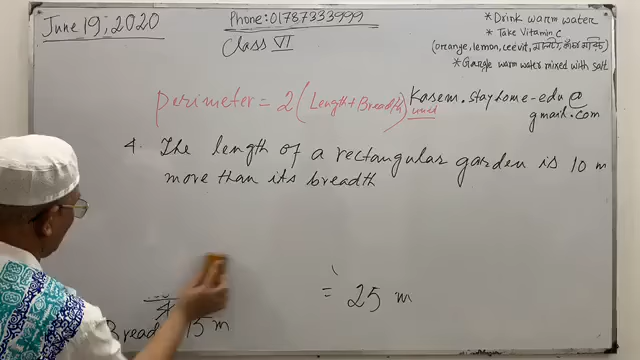 June 19, 2020
Phone: 01787333999
Class VI
* Drink warm water
* Take Vitamin C
(orange, lemon, ceevit,
* Gargle warm water mixed with salt
Perimeter = 2 (Length + Breadth) unit
Kasem.stayhome-edu@
gmail.com
4. The length of a rectangular garden is 10 m
more than its breadth
= 25 m
15 m